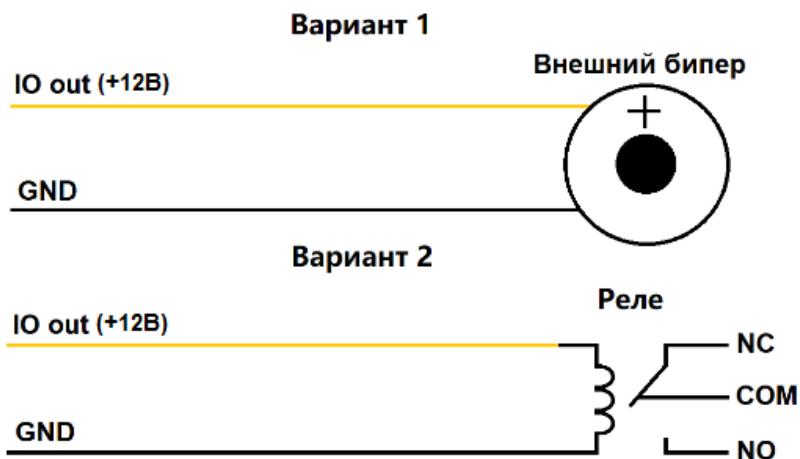 Вариант 1
IO out (+12В)
Внешний бипер
+
GND
Вариант 2
Реле
IO out (+12В)
NC
COM
GND
NO